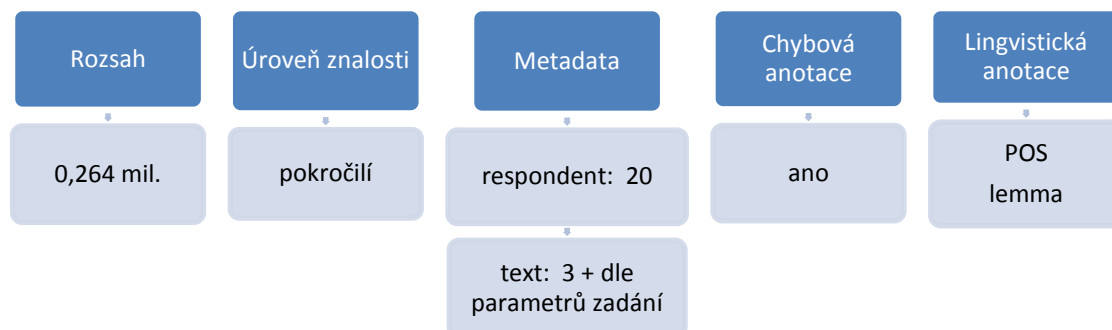 Rozsah
0,264 mil.
Úroveň znalosti
pokročilí
Metadata
respondent: 20
text: 3 + dle
parametrů zadání
Chybová
anotace
ano
Lingvistická
anotace
POS
lemma